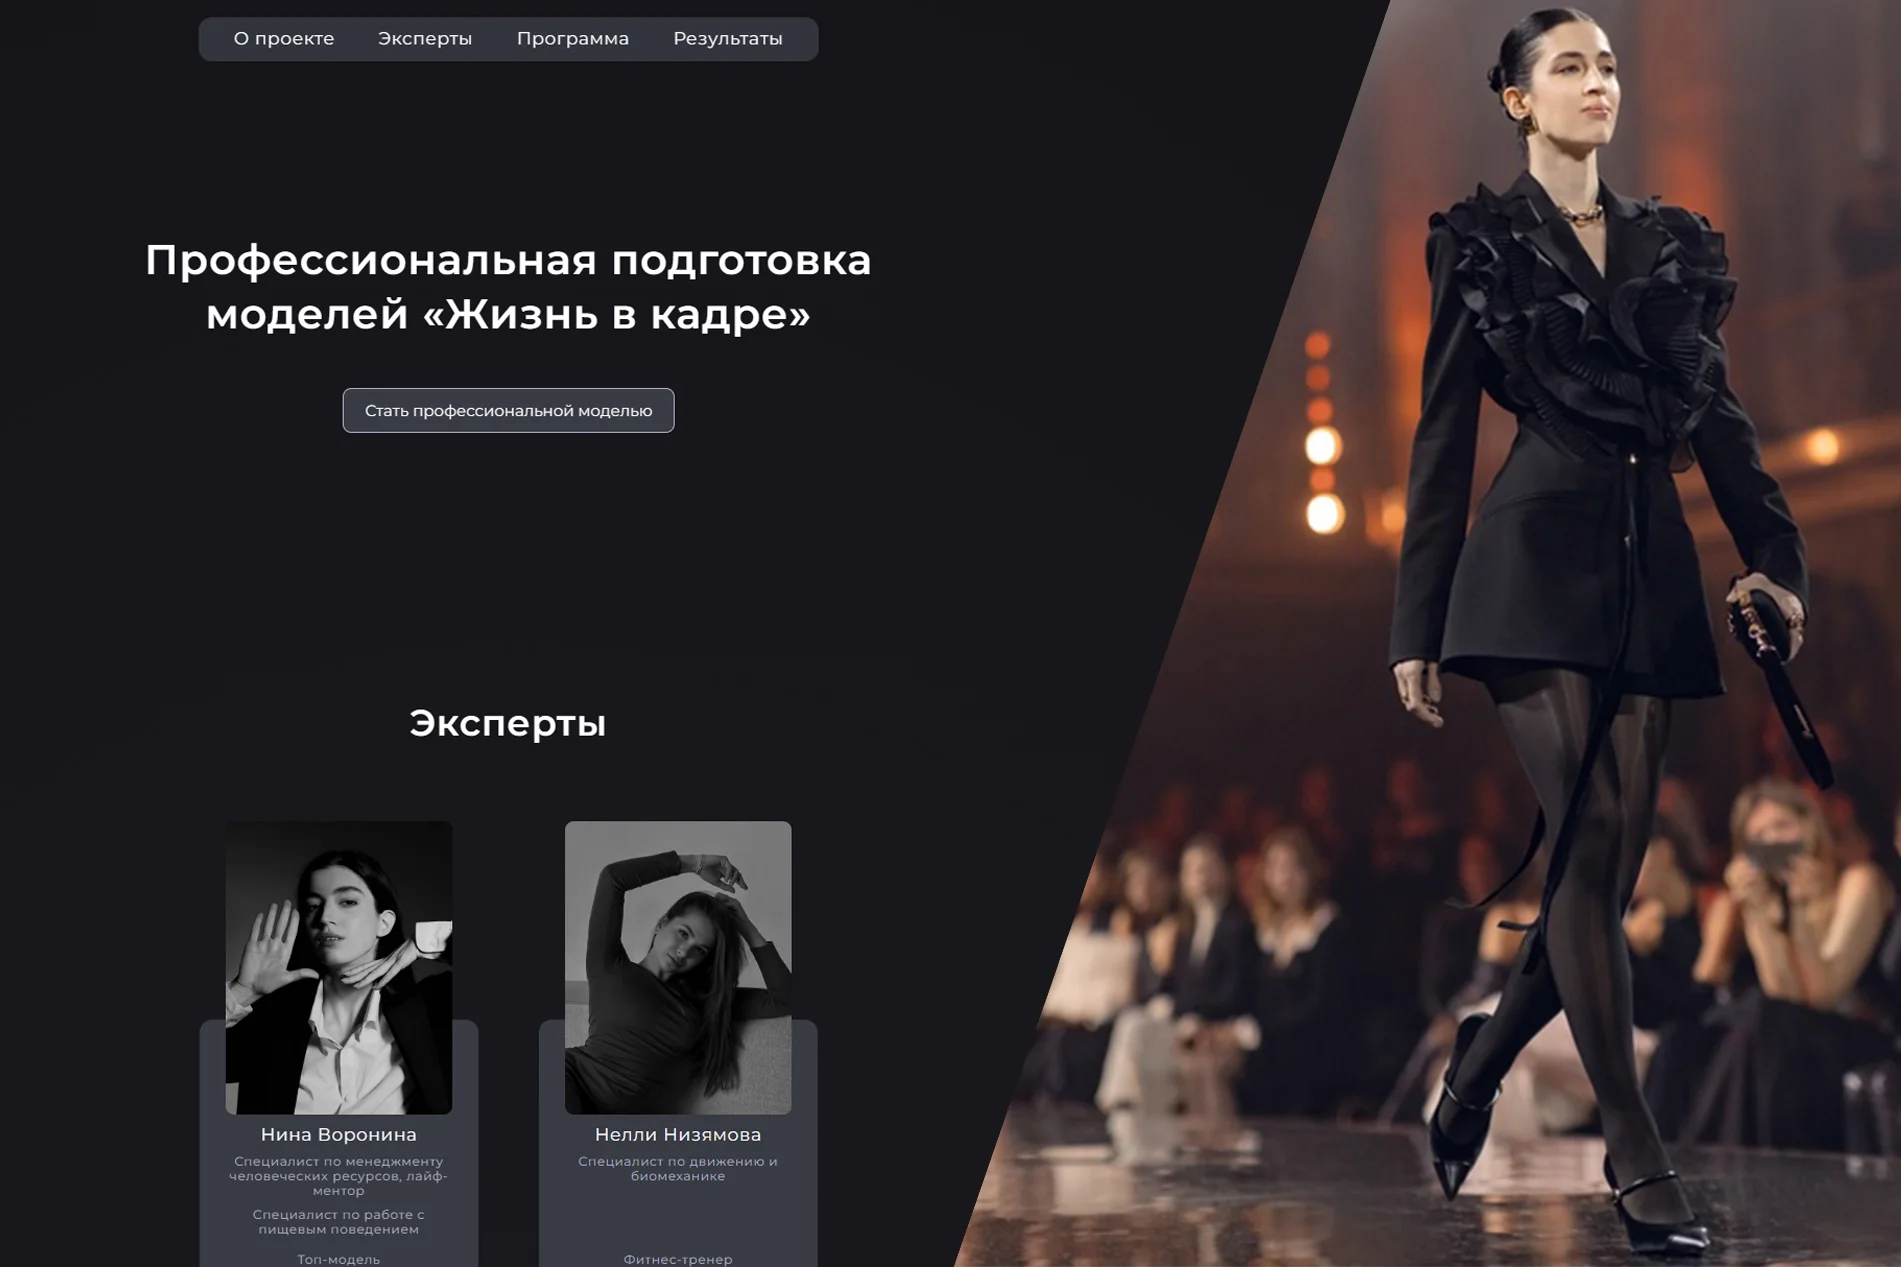 О проекте Эксперты Программа Результаты
Профессиональная подготовка
моделей «Жизнь в кадре»
Стать профессиональной моделью
Эксперты
Нина Воронина
Специалист по менеджменту
человеческих ресурсов, лайф-
ментор
Специалист по работе с
пищевым поведением
Топ-модель
Нелли Низямова
Специалист по движению и
биомеханике
Фитнес-тренер